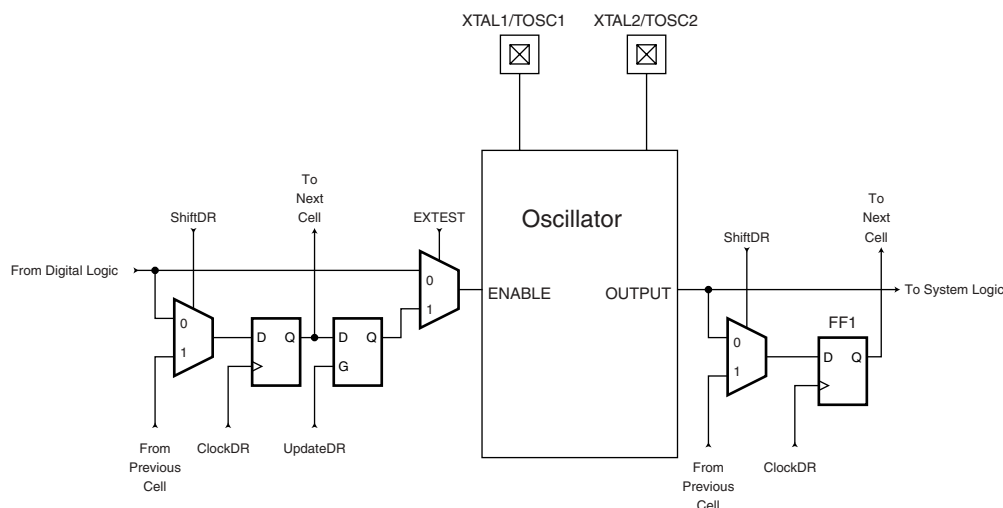 XTAL1/TOSC1
XTAL2/TOSC2
To
Next
Cell
ShiftDR
EXTEST
From Digital Logic
0
1
D Q
D Q
G
0
1
From
Previous
Cell
ClockDR
UpdateDR
Oscillator
ENABLE
OUTPUT
To
Next
Cell
ShiftDR
To System Logic
FF1
0
1
D Q
From
Previous
Cell
ClockDR